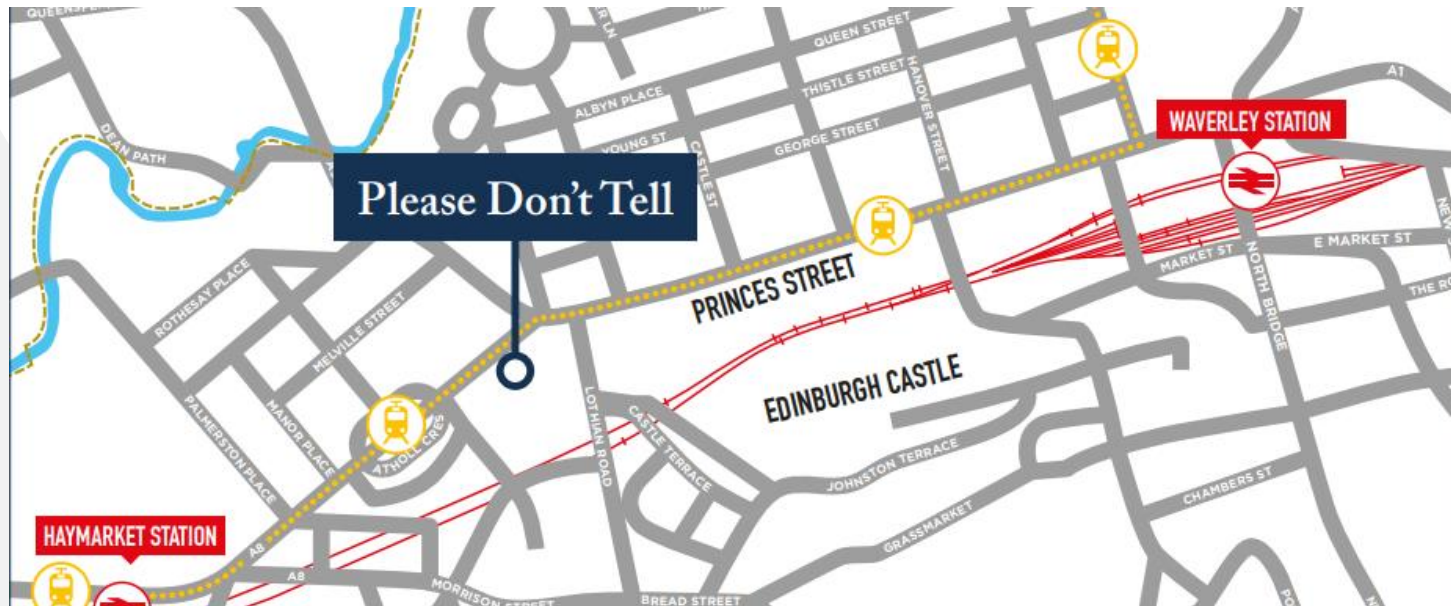 QUEEN STREET
THISTLE STREET
HANOVER STREET
A1
ALBYN PLACE
WAVERLEY STATION
YOUNG ST
CASTLE ST
GEORGE STREET
DEAN PATH
Please Don't Tell
PRINCES STREET
NORTH BRIDGE
E MARKET ST
MARKET ST
ROTHESAY PLACE
MELVILLE STREET
EDINBURGH CASTLE
PALMERSTON PLACE
MANOR PLACE
ATHOLL CRES
LOTHIAN ROAD
CASTLE TERRACE
JOHNSTON TERRACE
CHAMBERS ST
GRASSMARKET
HAYMARKET STATION
A8
A8
MORRISON STREET
BREAD STREET